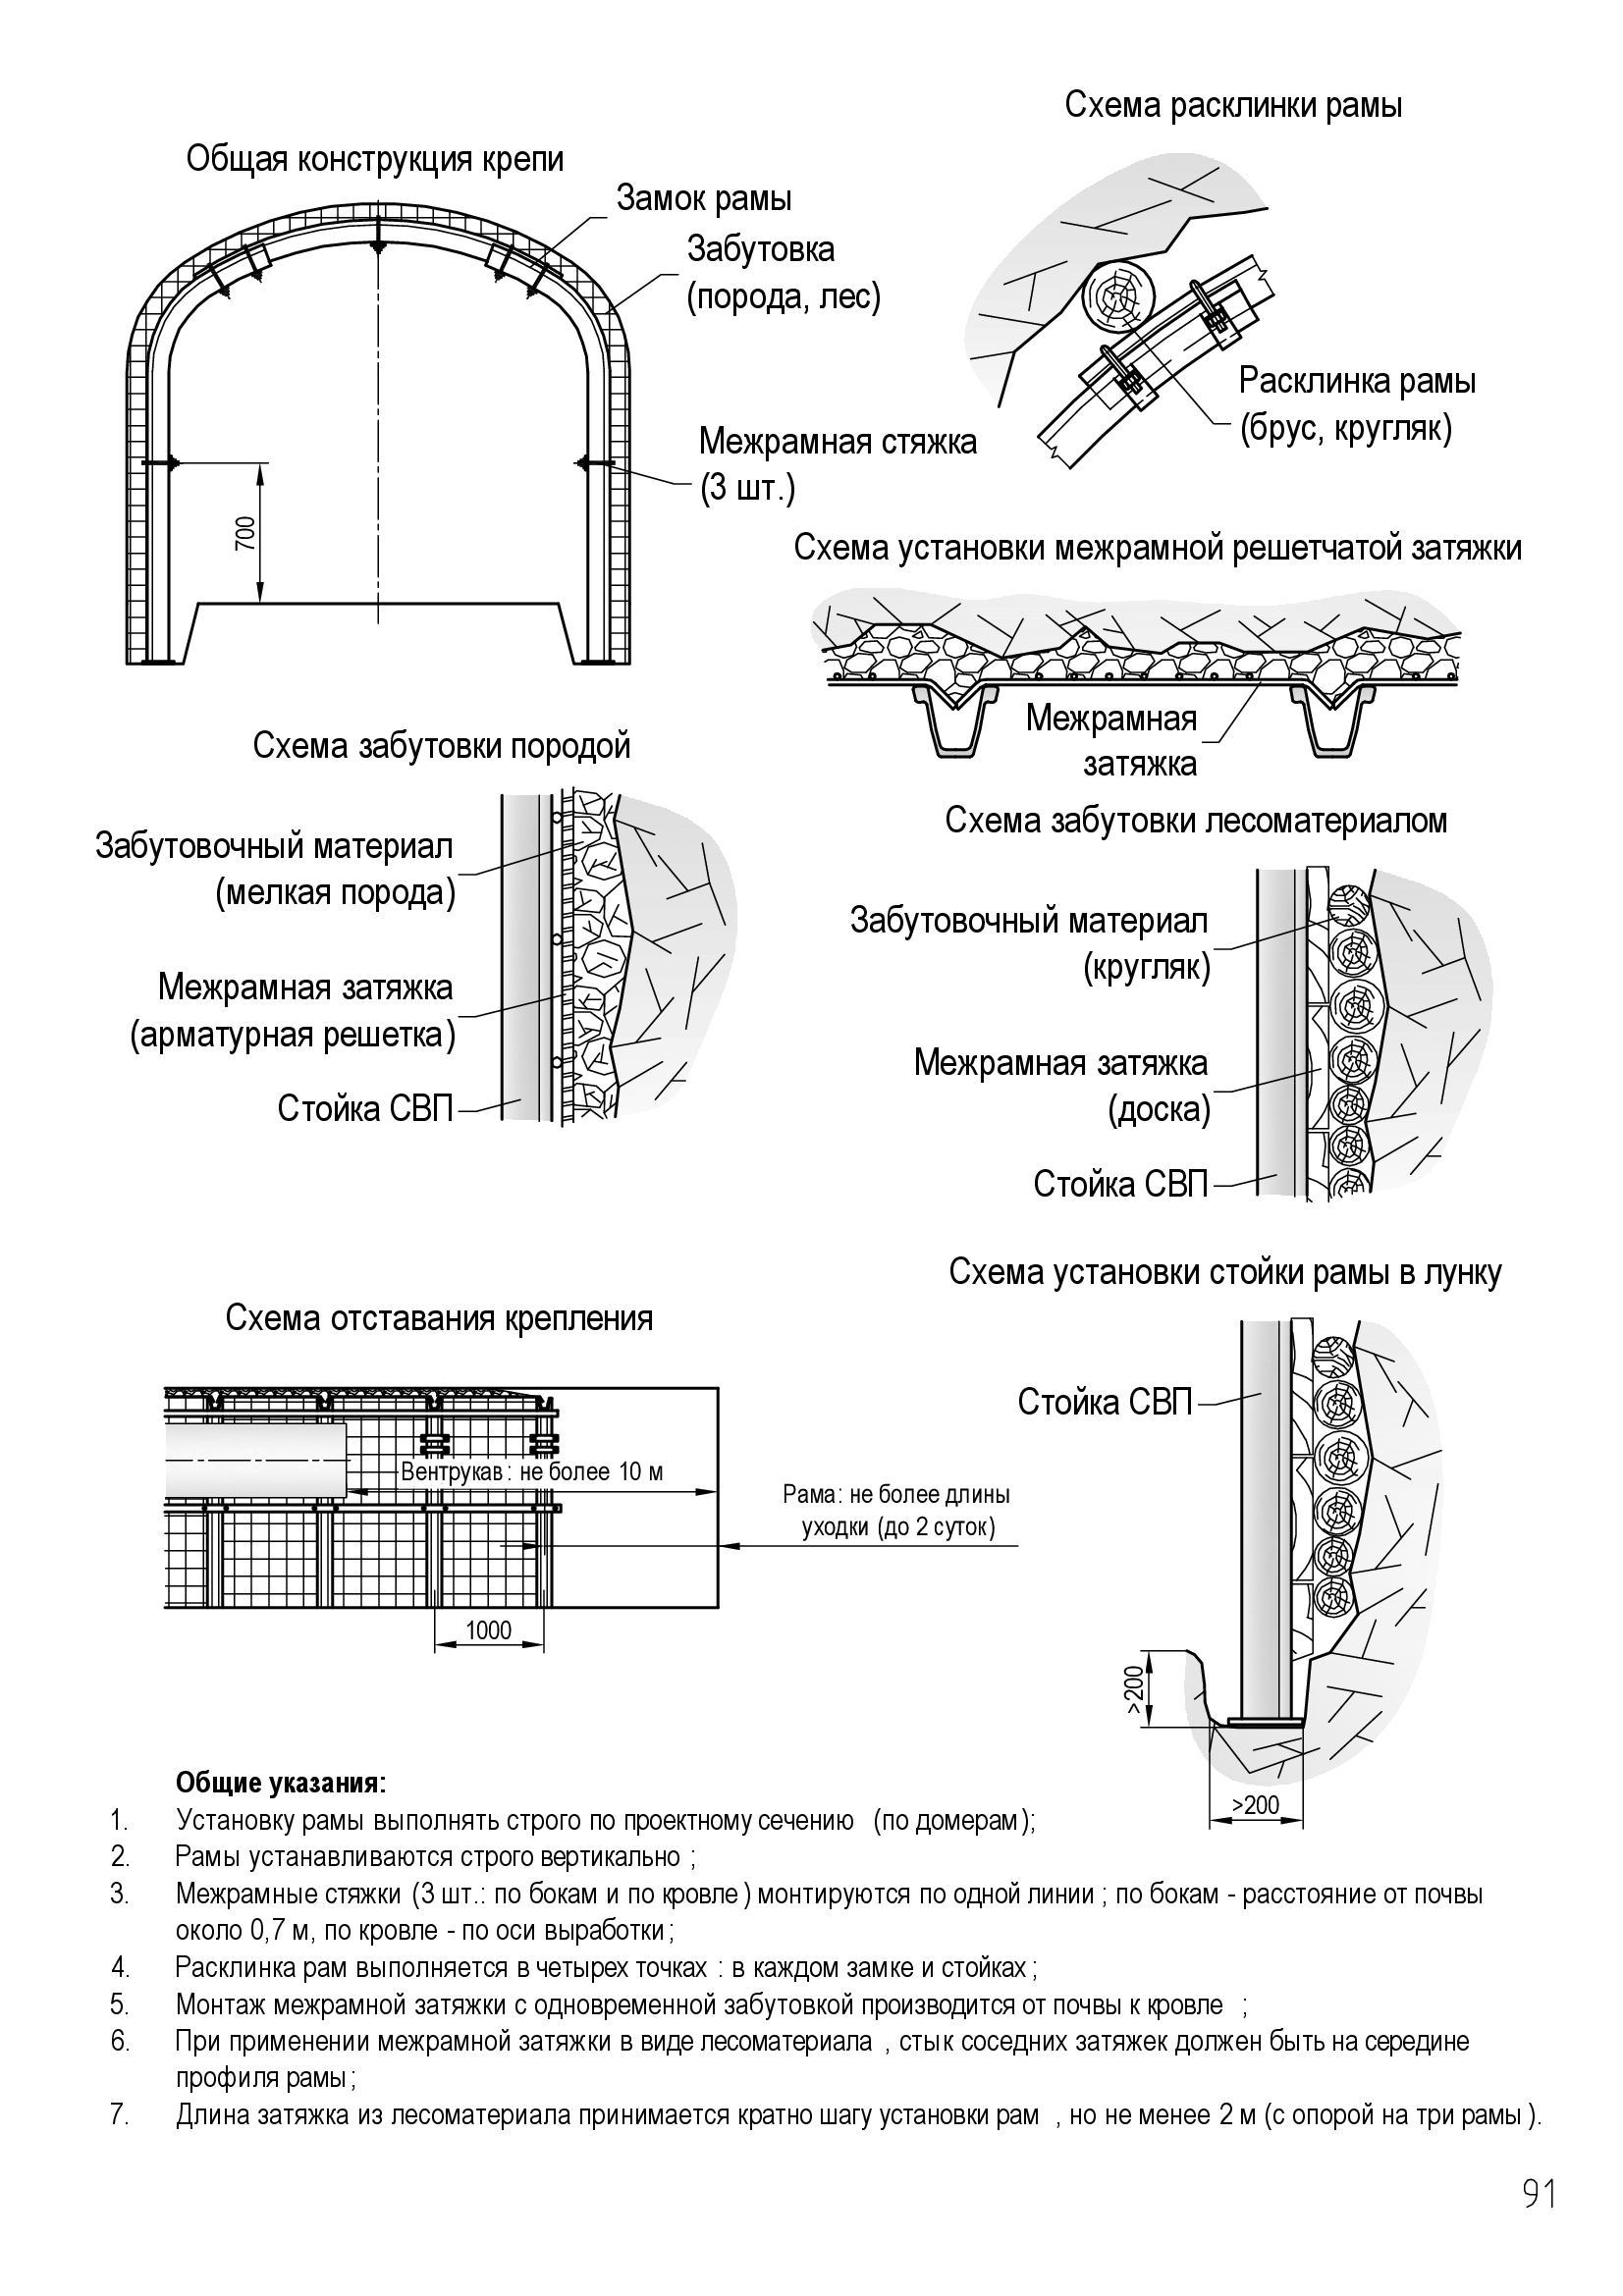 Схема расклинки рамы
Общая конструкция крепи
Замок рамы
Забутовка
(порода, лес)
Расклинка рамы
(брус, кругляк)
Межрамная стяжка
(3 шт.)
700
Схема установки межрамной решетчатой затяжки
Межрамная
затяжка
Схема забутовки породой
Забутовочный материал
(мелкая порода)
Межрамная затяжка
(арматурная решетка)
Стойка СВП
Схема забутовки лесоматериалом
Забутовочный материал
(кругляк)
Межрамная затяжка
(доска)
Стойка СВП
Схема отставания крепления
Вентрукав: не более 10 м
Рама: не более длины
уходки (до 2 суток)
1000
Схема установки стойки рамы в лунку
Стойка СВП
>200
>200
Общие указания:
1. Установку рамы выполнять строго по проектному сечению (по домерам);
2. Рамы устанавливаются строго вертикально ;
3. Межрамные стяжки (3 шт.: по бокам и по кровле) монтируются по одной линии ; по бокам - расстояние от почвы
около 0,7 м, по кровле - по оси выработки;
4. Расклинка рам выполняется в четырех точках : в каждом замке и стойках ;
5. Монтаж межрамной затяжки с одновременной забутовкой производится от почвы к кровле ;
6. При применении межрамной затяжки в виде лесоматериала , стык соседних затяжек должен быть на середине
профиля рамы;
7. Длина затяжка из лесоматериала принимается кратно шагу установки рам , но не менее 2 м (с опорой на три рамы ).
91